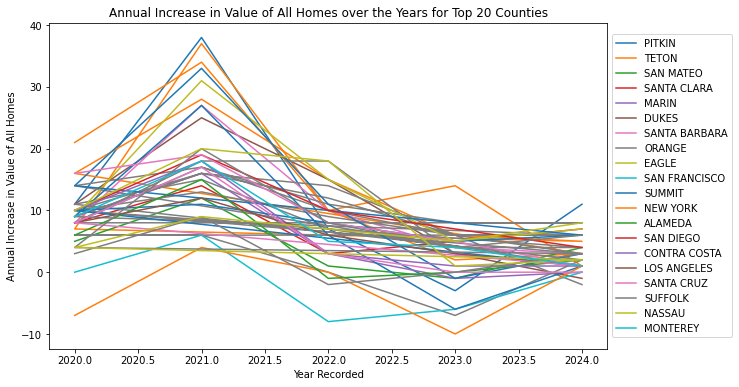 Annual Increase in Value of All Homes over the Years for Top 20 Counties
Annual Increase in Value of All Homes
40
30
20
10
0
−10
2020.0 2020.5 2021.0 2021.5 2022.0 2022.5 2023.0 2023.5 2024.0
Year Recorded
PITKIN
TETON
SAN MATEO
SANTA CLARA
MARIN
DUKES
SANTA BARBARA
ORANGE
EAGLE
SAN FRANCISCO
SUMMIT
NEW YORK
ALAMEDA
SAN DIEGO
CONTRA COSTA
LOS ANGELES
SANTA CRUZ
SUFFOLK
NASSAU
MONTEREY